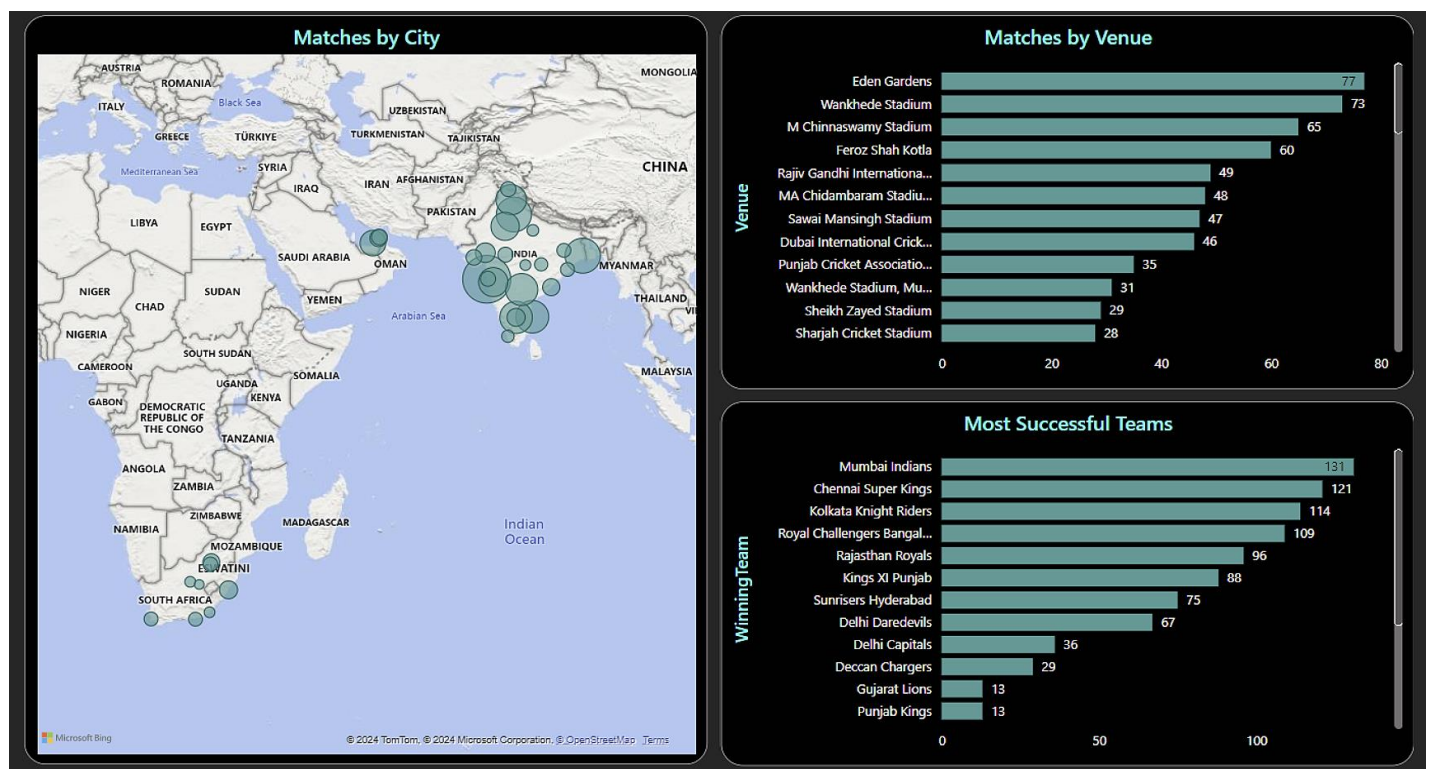 Matches by City
AUSTRIA
ROMANIA
MONGOLIA
ITALY
Black Sea
UZBEKISTAN
GREECE
TÜRKIYE
TURKMENISTAN
TAJIKISTAN
Mediterranean Sea
SYRIA
CHINA
IRAQ
IRAN
AFGHANISTAN
LIBYA
EGYPT
PAKISTAN
SAUDI ARABIA
OMAN
INDIA
MYANMAR
NIGER
CHAD
SUDAN
YEMEN
THAILAND
Arabian Sea
VI
NIGERIA
SOUTH SUDAN
CAMEROON
SOMALIA
MALAYSIA
UGANDA
KENYA
GABON
DEMOCRATIC
REPUBLIC OF
THE CONGO
TANZANIA
ANGOLA
ZAMBIA
ZIMBABWE
NAMIBIA
MADAGASCAR
Indian
Ocean
MOZAMBIQUE
ESWATINI
SOUTH AFRICA
Microsoft Bing
© 2024 TomTom, © 2024 Microsoft Corporation, © OpenStreetMap Terms
Matches by Venue
Venue
Eden Gardens 77
Wankhede Stadium 73
M Chinnaswamy Stadium 65
Feroz Shah Kotla 60
Rajiv Gandhi Internationa... 49
MA Chidambaram Stadiu... 48
Sawai Mansingh Stadium 47
Dubai International Crick... 46
Punjab Cricket Associatio... 35
Wankhede Stadium, Mu... 31
Sheikh Zayed Stadium 29
Sharjah Cricket Stadium 28
0 20 40 60 80
Most Successful Teams
WinningTeam
Mumbai Indians 131
Chennai Super Kings 121
Kolkata Knight Riders 114
Royal Challengers Bangal... 109
Rajasthan Royals 96
Kings XI Punjab 88
Sunrisers Hyderabad 75
Delhi Daredevils 67
Delhi Capitals 36
Deccan Chargers 29
Gujarat Lions 13
Punjab Kings 13
0 50 100